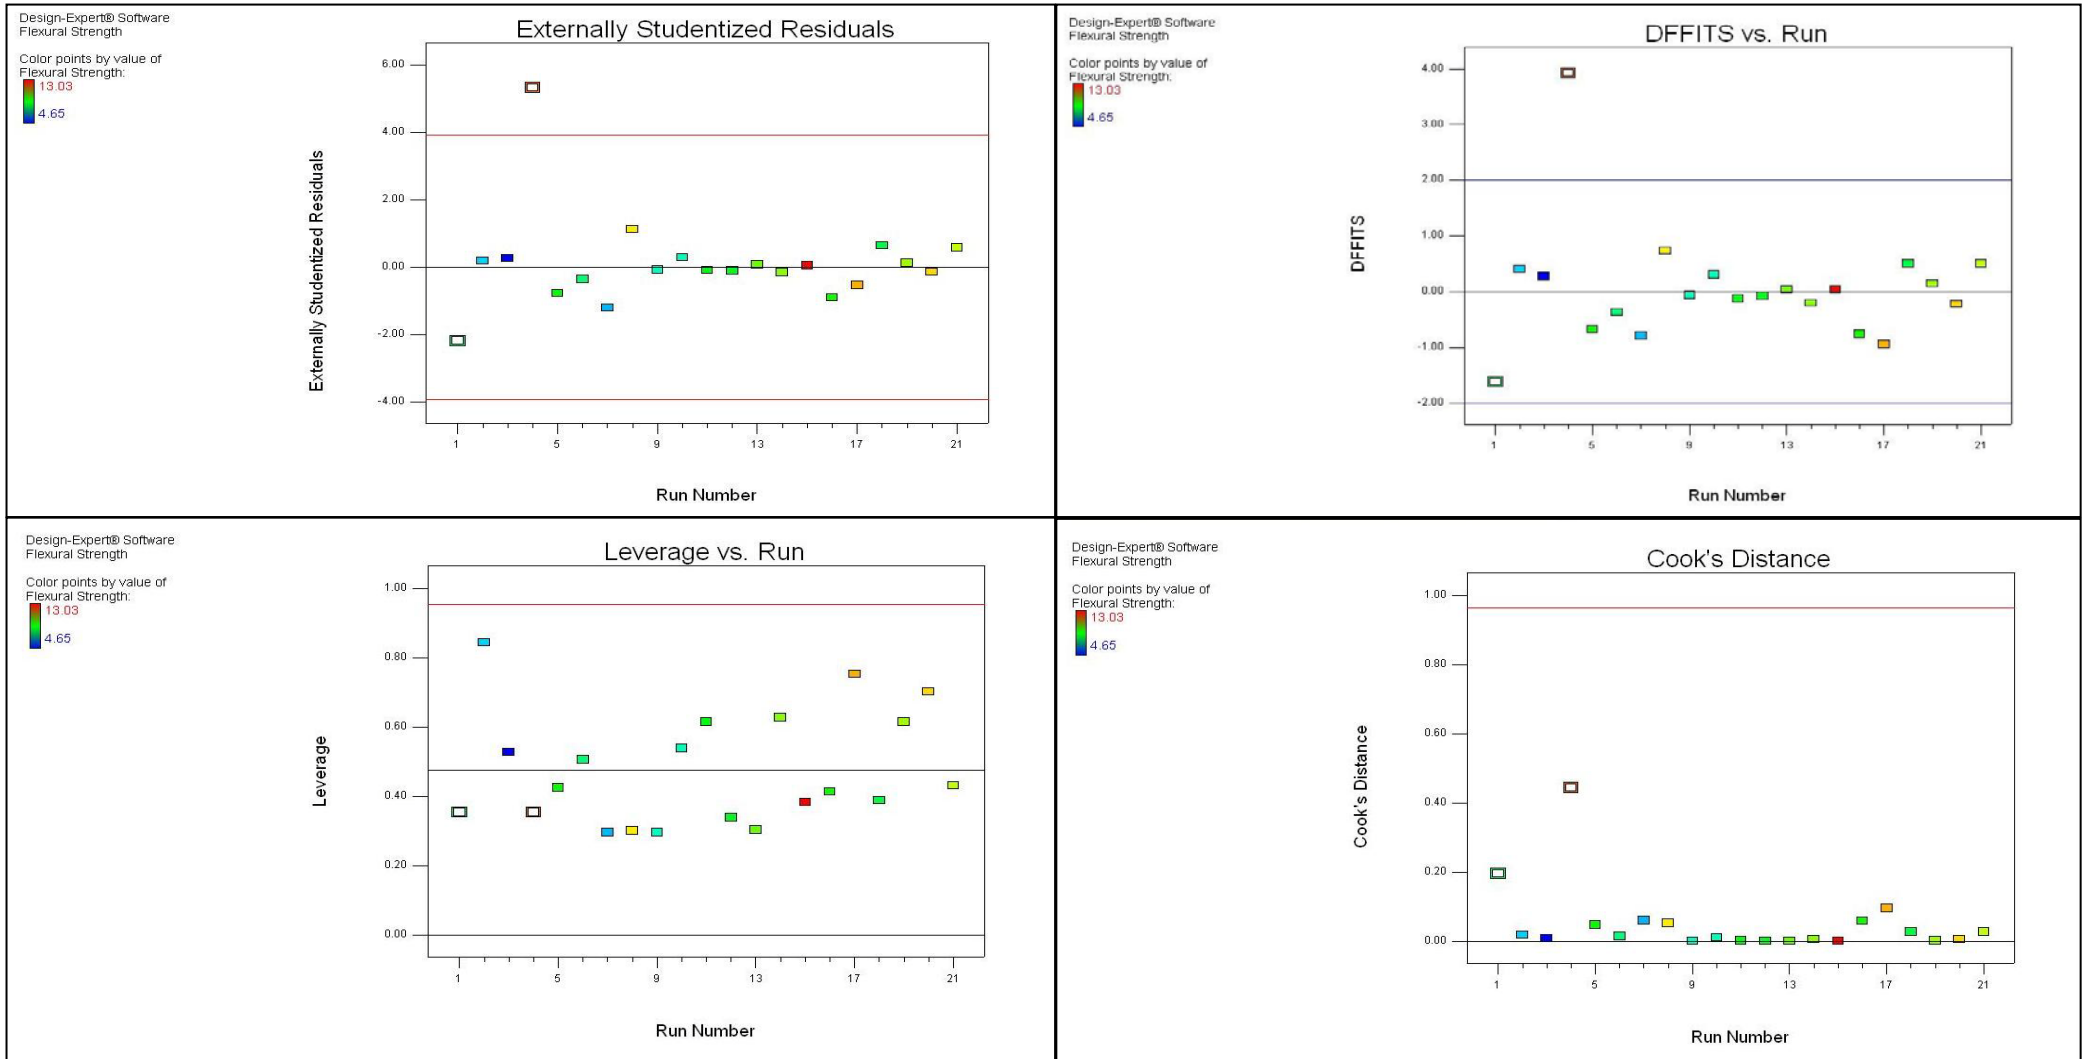 Design-Expert® Software
Flexural Strength
Color points by value of
Flexural Strength:
13.03
4.65
Externally Studentized Residuals
Externally Studentized Residuals
6.00
4.00
2.00
0.00
-2.00
-4.00
1 5 9 13 17 21
Run Number
Design-Expert® Software
Flexural Strength
Color points by value of
Flexural Strength:
13.03
4.65
DFFITS vs. Run
DFFITS
4.00
3.00
2.00
1.00
0.00
-1.00
-2.00
1 5 9 13 17 21
Run Number
Design-Expert® Software
Flexural Strength
Color points by value of
Flexural Strength:
13.03
4.65
Leverage vs. Run
Leverage
1.00
0.80
0.60
0.40
0.20
0.00
1 5 9 13 17 21
Run Number
Design-Expert® Software
Flexural Strength
Color points by value of
Flexural Strength:
13.03
4.65
Cook's Distance
Cook's Distance
1.00
0.80
0.60
0.40
0.20
0.00
1 5 9 13 17 21
Run Number